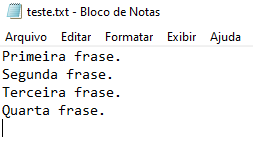 teste.txt - Bloco de Notas
Arquivo Editar Formatar Exibir Ajuda
Primeira frase.
Segunda frase.
Terceira frase.
Quarta frase.